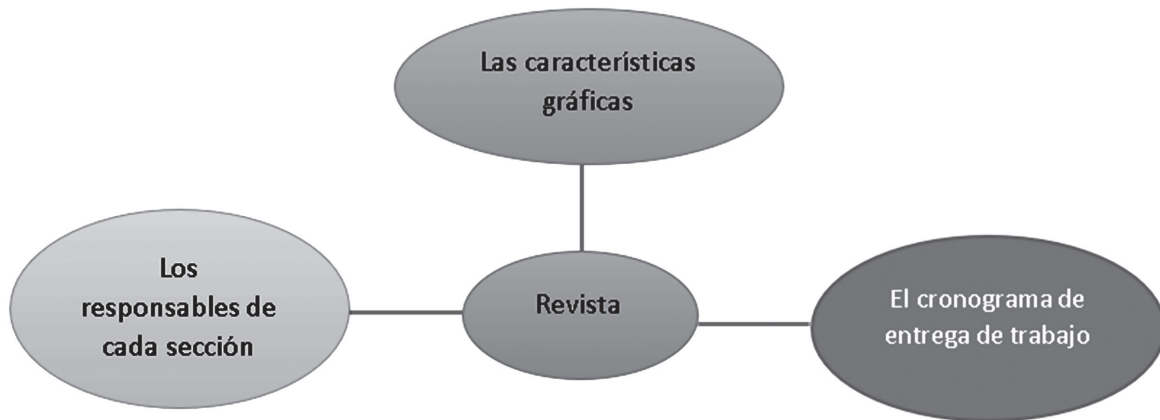 Las características
gráficas
Los
responsables de
cada sección
Revista
El cronograma de
entrega de trabajo